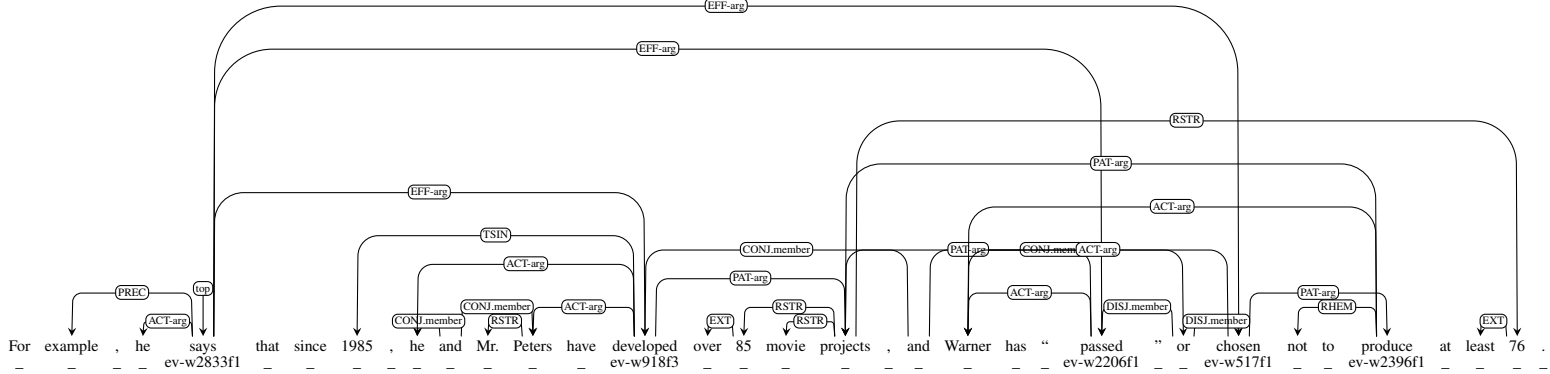 EFF-arg
EFF-arg
RSTR
PAT-arg
EFF-arg
ACT-arg
TSIN
CONJ.member PAT-arg CONJ.member ACT-arg
ACT-arg
PAT-arg
PREC top ACT-arg PAT-arg
CONJ.member ACT-arg RSTR DISJ.member RHEM
ACT-arg CONJ.member RSTR EXT RSTR DISJ.member EXT
For example , he says that since 1985 , he and Mr. Peters have developed over 85 movie projects , and Warner has “ passed ” or chosen not to produce at least 76 .
_ _ _ _ ev-w2833f1 _ _ _ _ _ _ _ _ _ ev-w918f3 _ _ _ _ _ _ _ _ _ ev-w2206f1 _ _ ev-w517f1 _ _ ev-w2396f1 _ _ _ _